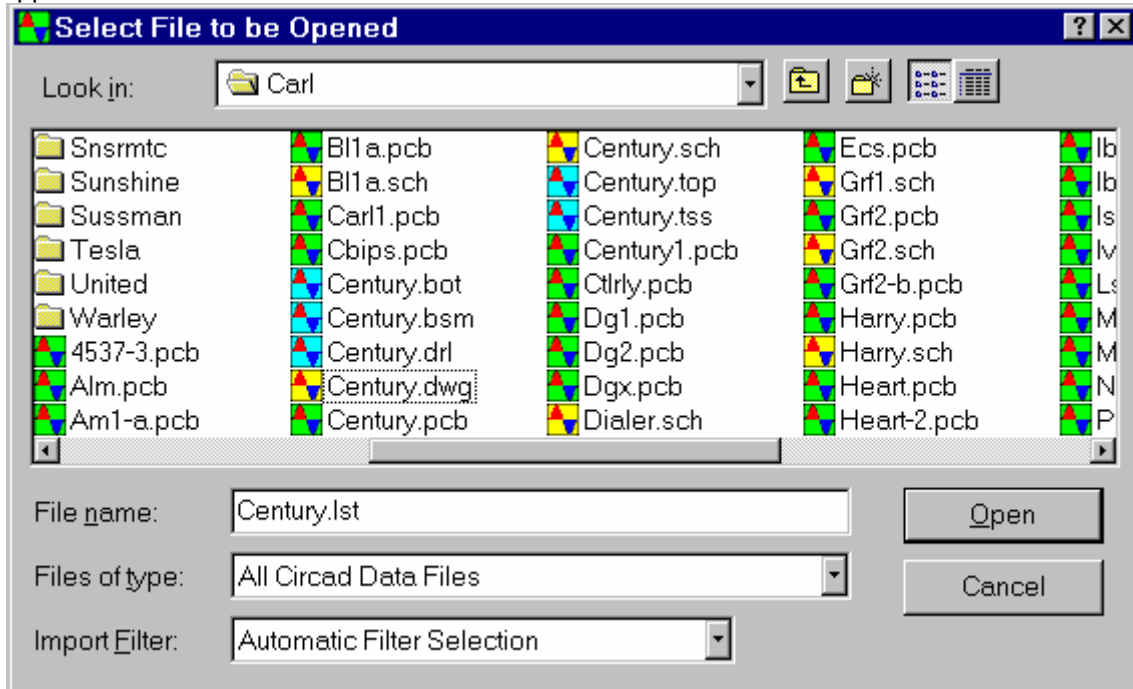 Select File to be Opened
Look in: Carl
Snsrmtc
Sunshine
Sussman
Tesla
United
Warley
4537-3.pcb
Alm.pcb
Am1-a.pcb
Bl1a.pcb
Bl1a.sch
Carl1.pcb
Cbips.pcb
Century.bot
Century.bsm
Century.drl
Century.dwg
Century.pcb
Century.sch
Century.top
Century.tss
Century1.pcb
Ctlrly.pcb
Dg1.pcb
Dg2.pcb
Dgx.pcb
Dialer.sch
Ecs.pcb
Grf1.sch
Grf2.pcb
Grf2.sch
Grf2-b.pcb
Harry.pcb
Harry.sch
Heart.pcb
Heart-2.pcb
File name: Century.lst
Open
Files of type: All Circad Data Files
Cancel
Import Filter: Automatic Filter Selection